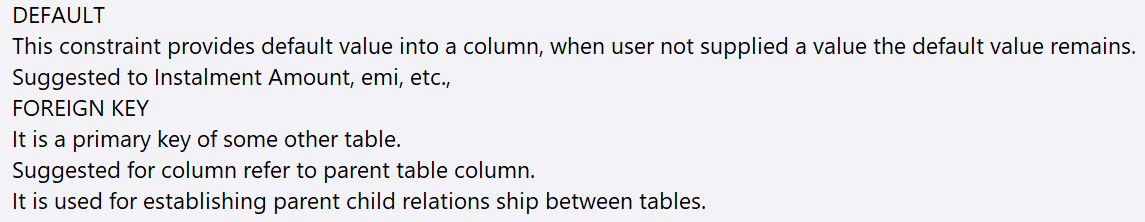 DEFAULT
This constraint provides default value into a column, when user not supplied a value the default value remains.
Suggested to Instalment Amount, emi, etc.,
FOREIGN KEY
It is a primary key of some other table.
Suggested for column refer to parent table column.
It is used for establishing parent child relations ship between tables.